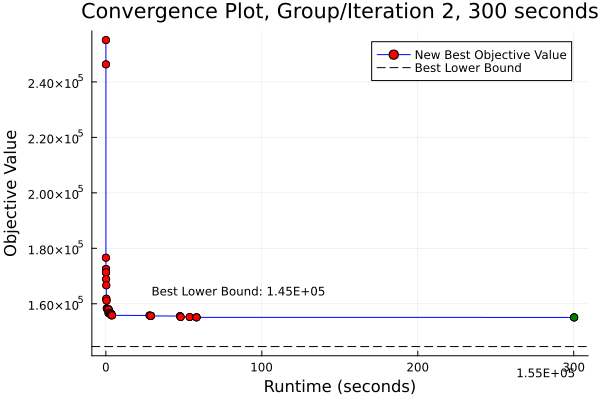 Convergence Plot, Group/Iteration 2, 300 seconds
New Best Objective Value
Best Lower Bound
2.40×10⁵
2.20×10⁵
2.00×10⁵
1.80×10⁵
1.60×10⁵
Objective Value
Best Lower Bound: 1.45E+05
0 100 200 300
1.55E+05
Runtime (seconds)